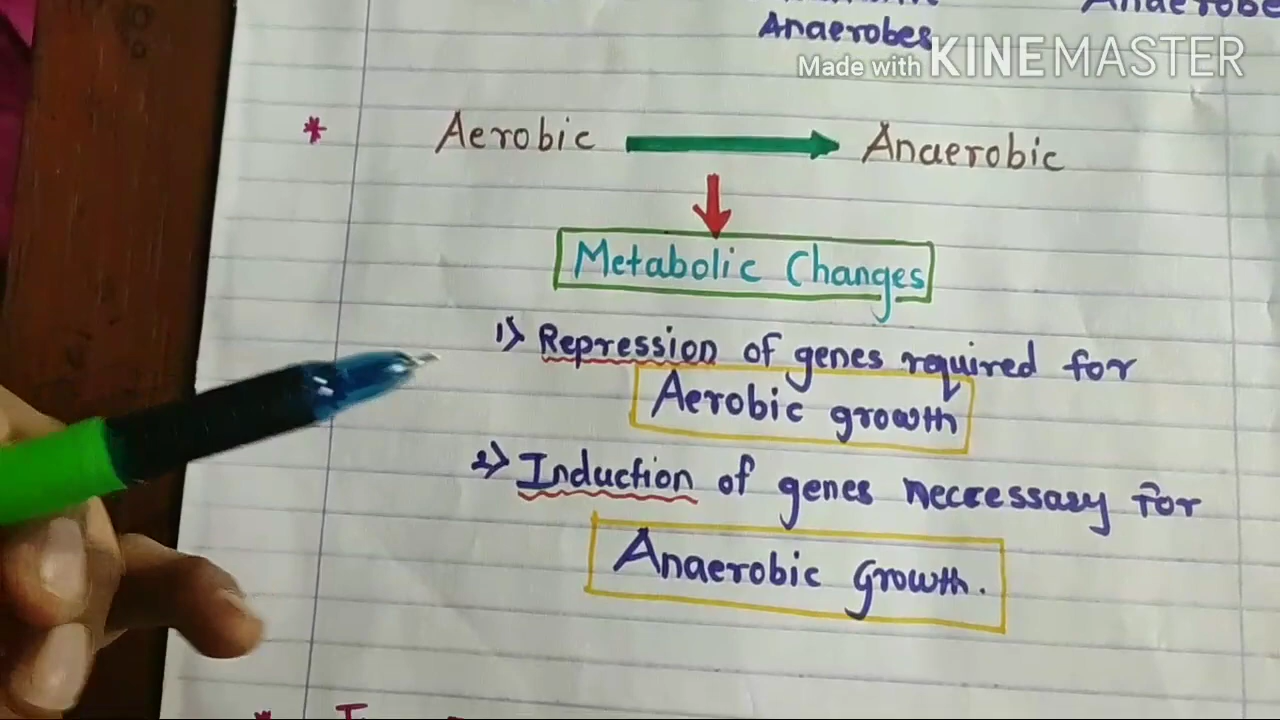 Anaerobes
Made with KINEMASTER
* Aerobic → Anaerobic
Metabolic Changes
1) Repression of genes required for
Aerobic growth
2) Induction of genes necessary for
Anaerobic Growth.
*